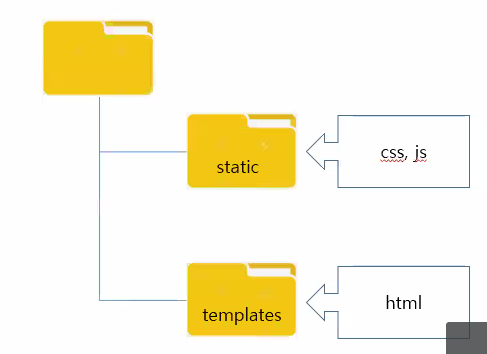 static
css, js
templates
html